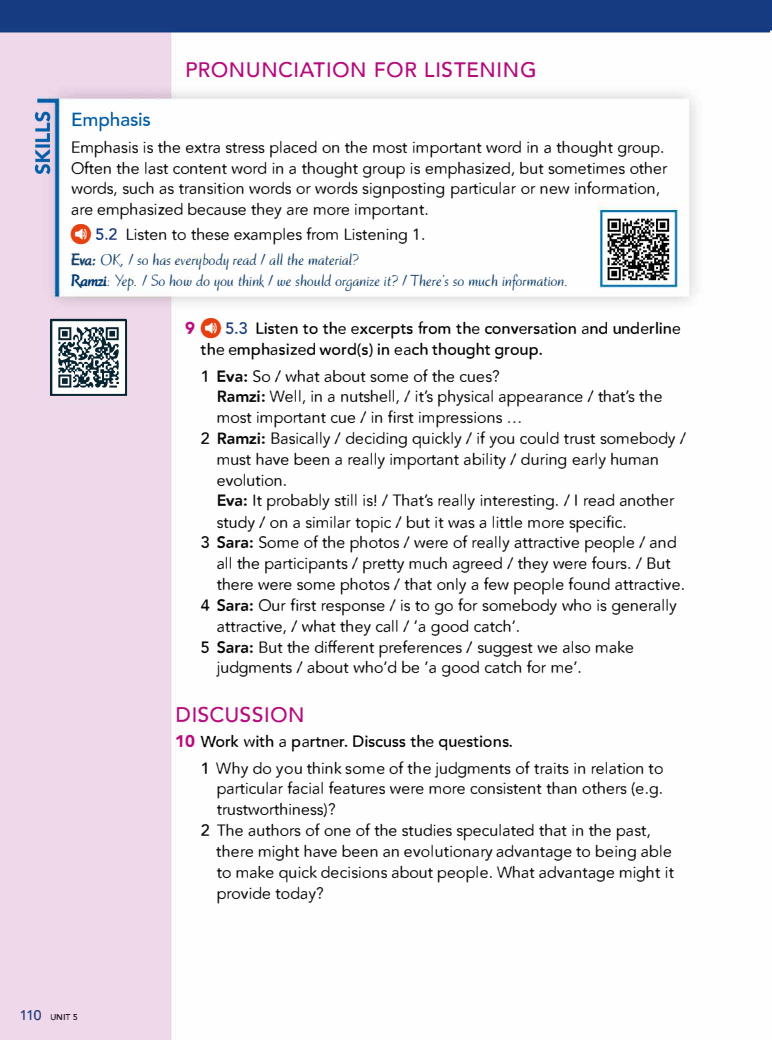 PRONUNCIATION FOR LISTENING
SKILLS
Emphasis
Emphasis is the extra stress placed on the most important word in a thought group.
Often the last content word in a thought group is emphasized, but sometimes other
words, such as transition words or words signposting particular or new information,
are emphasized because they are more important.
5.2 Listen to these examples from Listening 1.
Eva: OK, / so has everybody read / all the material?
Ramzi: Yep. / So how do you think / we should organize it? / There's so much information.
9 5.3 Listen to the excerpts from the conversation and underline
the emphasized word(s) in each thought group.
1 Eva: So / what about some of the cues?
Ramzi: Well, in a nutshell, / it's physical appearance / that's the
most important cue / in first impressions …
2 Ramzi: Basically / deciding quickly / if you could trust somebody /
must have been a really important ability / during early human
evolution.
Eva: It probably still is! / That's really interesting. / I read another
study / on a similar topic / but it was a little more specific.
3 Sara: Some of the photos / were of really attractive people / and
all the participants / pretty much agreed / they were fours. / But
there were some photos / that only a few people found attractive.
4 Sara: Our first response / is to go for somebody who is generally
attractive, / what they call / 'a good catch'.
5 Sara: But the different preferences / suggest we also make
judgments / about who'd be 'a good catch for me'.
DISCUSSION
10 Work with a partner. Discuss the questions.
1 Why do you think some of the judgments of traits in relation to
particular facial features were more consistent than others (e.g.
trustworthiness)?
2 The authors of one of the studies speculated that in the past,
there might have been an evolutionary advantage to being able
to make quick decisions about people. What advantage might it
provide today?
110 UNIT 5